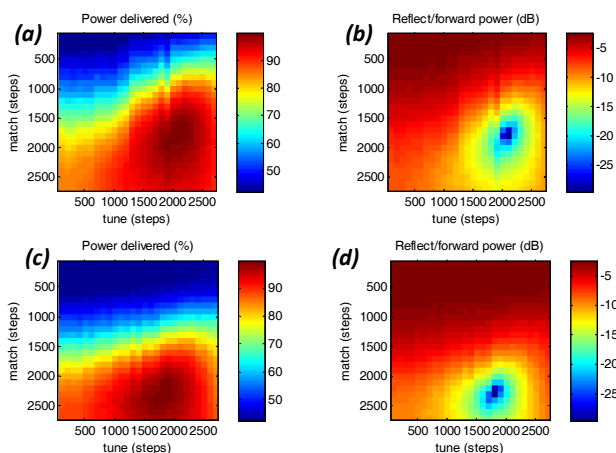 (a) Power delivered (%)
(b) Reflect/forward power (dB)
match (steps)
500
1000
1500
2000
2500
500 1000 1500 2000 2500
tune (steps)
90
80
70
60
50
match (steps)
500
1000
1500
2000
2500
500 1000 1500 2000 2500
tune (steps)
-5
-10
-15
-20
-25
(c) Power delivered (%)
(d) Reflect/forward power (dB)
match (steps)
500
1000
1500
2000
2500
500 1000 1500 2000 2500
tune (steps)
90
80
70
60
50
match (steps)
500
1000
1500
2000
2500
500 1000 1500 2000 2500
tune (steps)
-5
-10
-15
-20
-25